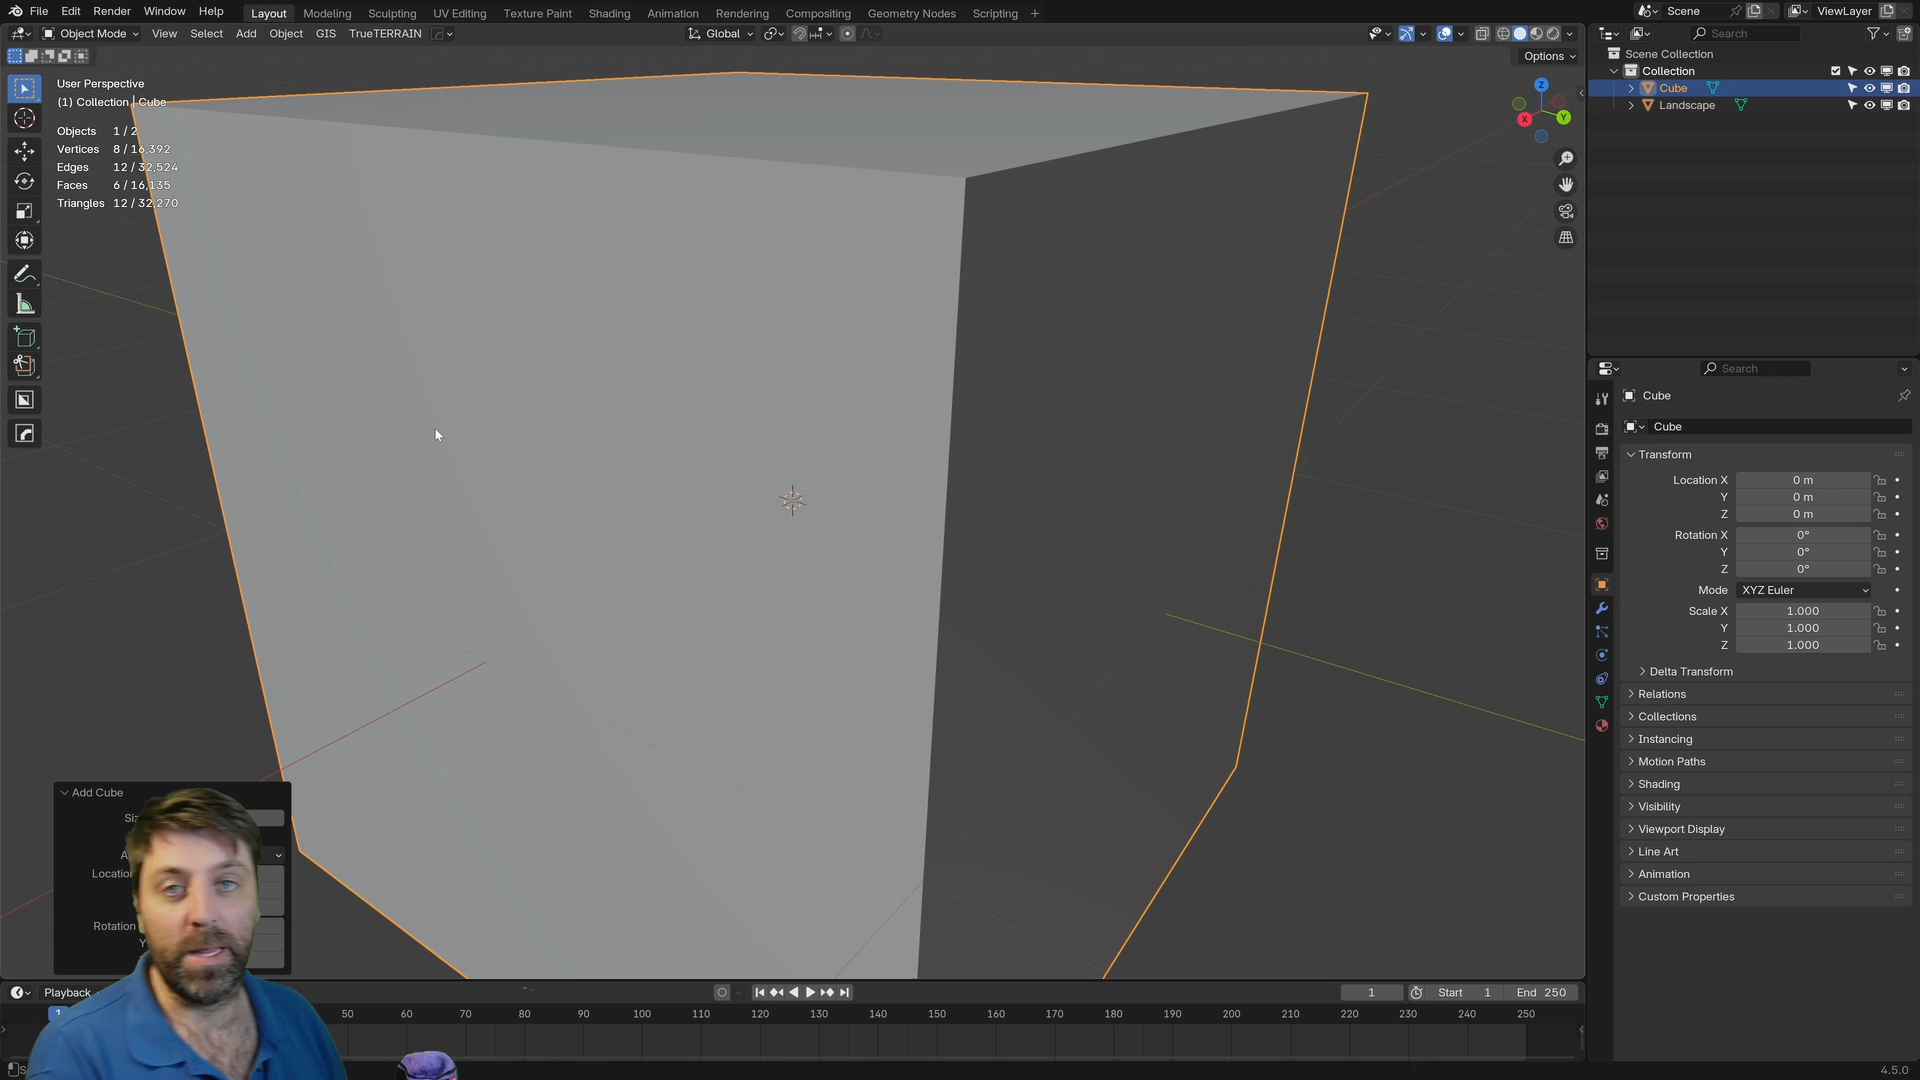 File Edit Render Window Help Layout Modeling Sculpting UV Editing Texture Paint Shading Animation Rendering Compositing Geometry Nodes Scripting + Scene ViewLayer
Object Mode View Select Add Object GIS TrueTERRAIN Global Search
Options
User Perspective
(1) Collection | Cube
Objects 1 / 2
Vertices 8 / 16,392
Edges 12 / 32,524
Faces 6 / 16,135
Triangles 12 / 32,270
Z
X
Y
Scene Collection
Collection
Cube
Landscape
Search
Cube
Cube
Transform
Location X 0 m
Y 0 m
Z 0 m
Rotation X 0°
Y 0°
Z 0°
Mode XYZ Euler
Scale X 1.000
Y 1.000
Z 1.000
Delta Transform
Relations
Collections
Instancing
Motion Paths
Shading
Visibility
Viewport Display
Line Art
Animation
Custom Properties
Add Cube
Location
Rotation
Y
Playback 1 Start 1 End 250
1 50 60 70 80 90 100 110 120 130 140 150 160 170 180 190 200 210 220 230 240 250
4.5.0